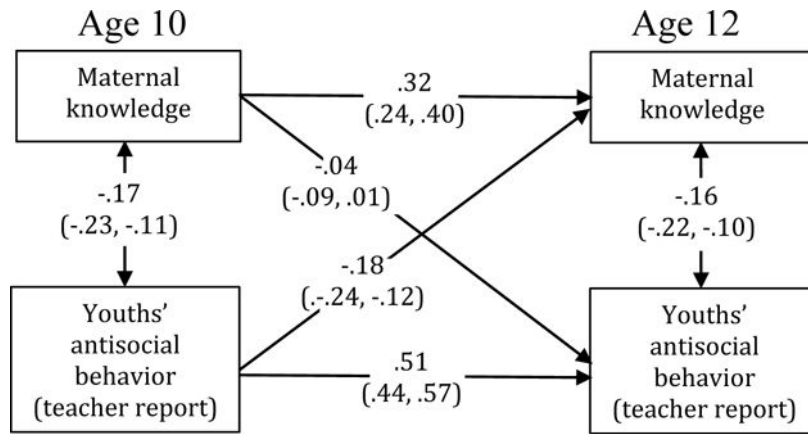 Age 10
Age 12
Maternal
knowledge
.32
(.24, .40)
Maternal
knowledge
-.04
(-.09, .01)
-.17
(-.23, -.11)
-.16
(-.22, -.10)
-.18
(.-.24, -.12)
Youths’
antisocial
behavior
(teacher report)
.51
(.44, .57)
Youths’
antisocial
behavior
(teacher report)